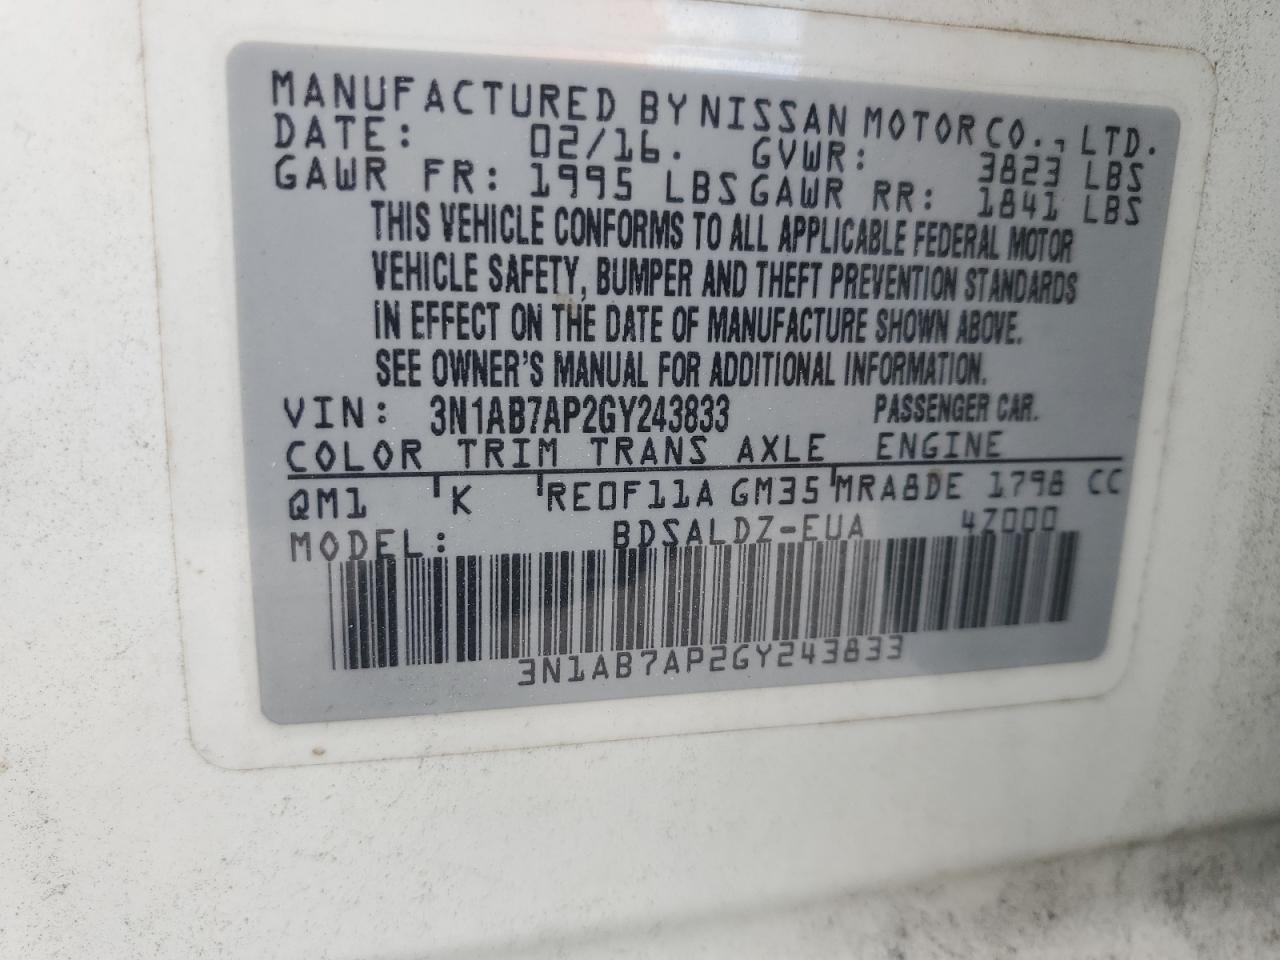 MANUFACTURED BY NISSAN MOTOR CO., LTD.
DATE: 02/16. GVWR: 3823 LBS
GAWR FR: 1995 LBS GAWR RR: 1841 LBS
THIS VEHICLE CONFORMS TO ALL APPLICABLE FEDERAL MOTOR
VEHICLE SAFETY, BUMPER AND THEFT PREVENTION STANDARDS
IN EFFECT ON THE DATE OF MANUFACTURE SHOWN ABOVE.
SEE OWNER'S MANUAL FOR ADDITIONAL INFORMATION.
VIN: 3N1AB7AP2GY243833 PASSENGER CAR.
COLOR TRIM TRANS AXLE ENGINE
QM1 K RE0F11A GM35 MRA8DE 1798 CC
MODEL: BDSALDZ-EUA 4Z000
3N1AB7AP2GY243833